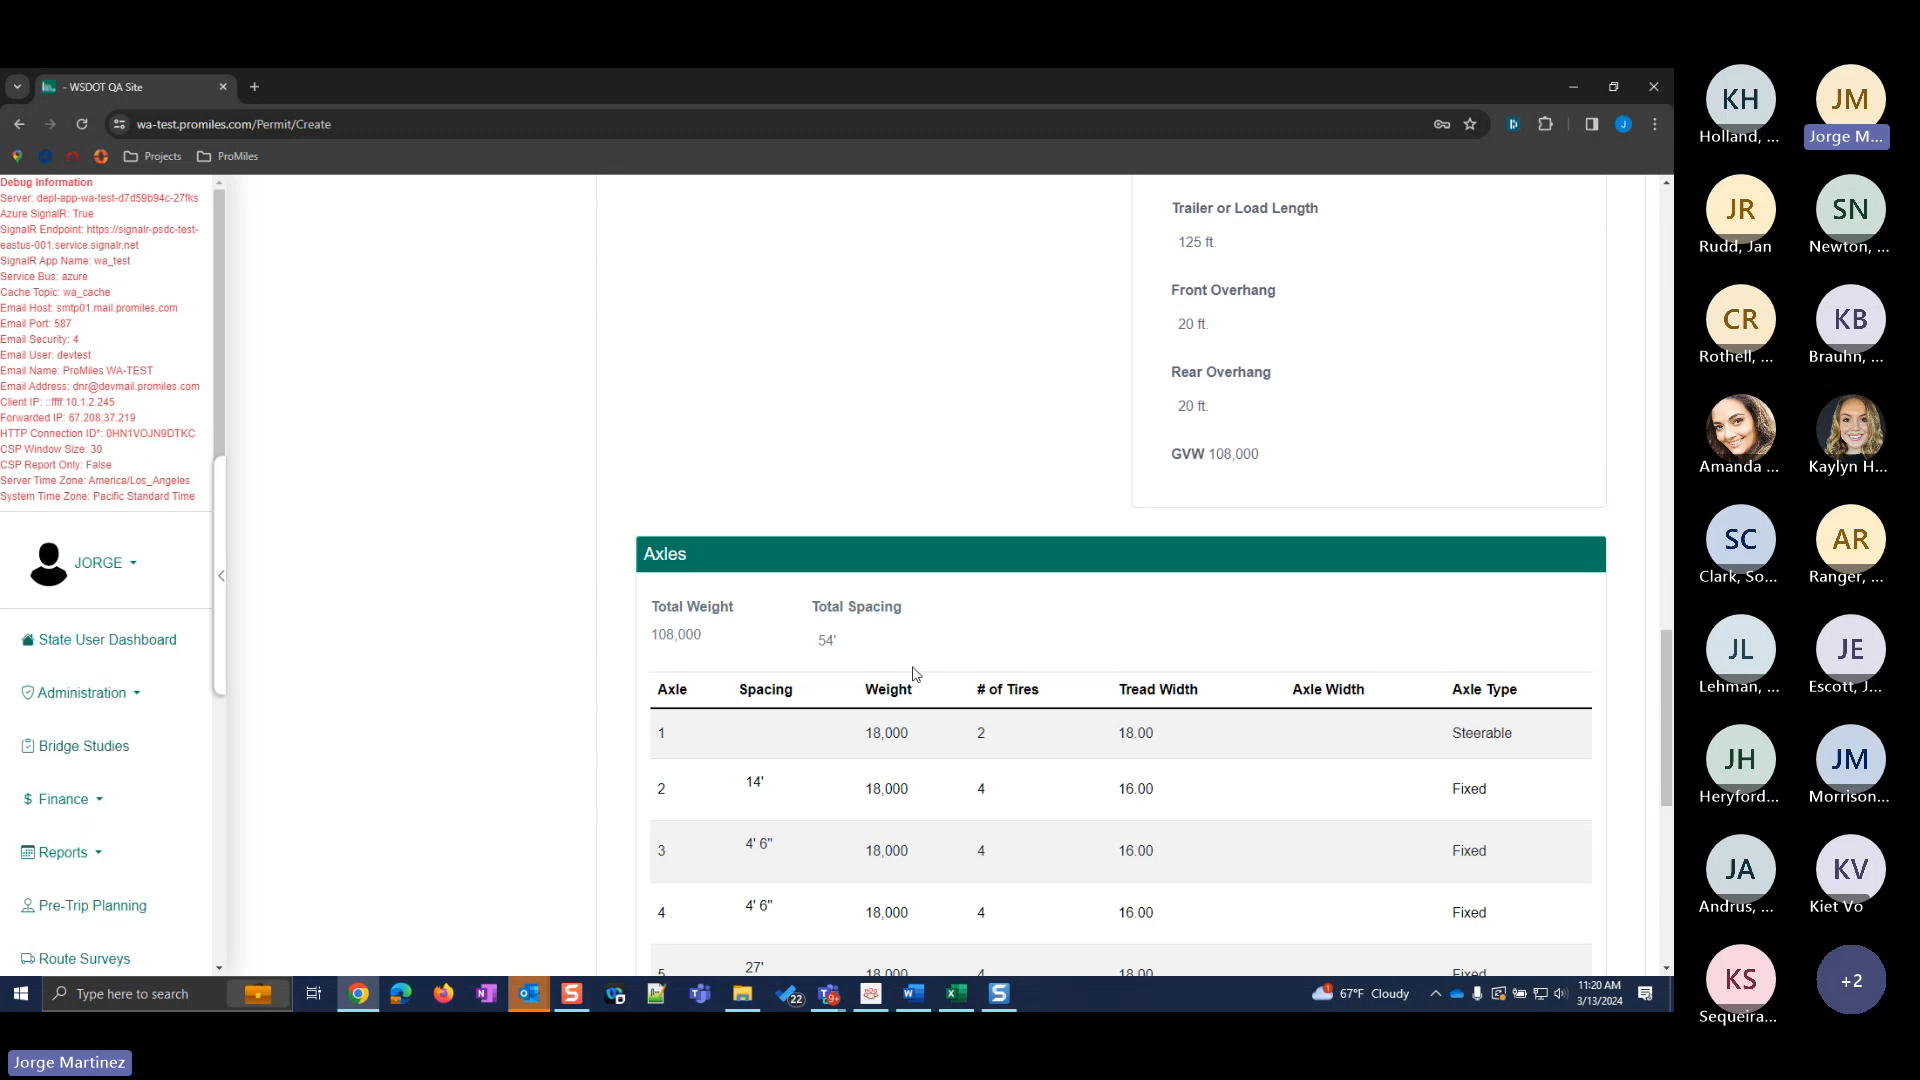 - WSDOT QA Site
wa-test.promiles.com/Permit/Create
Projects
ProMiles
Debug Information
Server: depl-app-wa-test-d7d59b94c-27fks
Azure SignalR: True
SignalR Endpoint: https://signalr-psdc-test-
eastus-001.service.signalr.net
SignalR App Name: wa_test
Service Bus: azure
Cache Topic: wa_cache
Email Host: smtp01.mail.promiles.com
Email Port: 587
Email Security: 4
Email User: devtest
Email Name: ProMiles WA-TEST
Email Address: dnr@devmail.promiles.com
Client IP: ::ffff:10.1.2.245
Forwarded IP: 67.208.37.219
HTTP Connection ID*: 0HN1VOJN9DTKC
CSP Window Size: 30
CSP Report Only: False
Server Time Zone: America/Los_Angeles
System Time Zone: Pacific Standard Time
JORGE
State User Dashboard
Administration
Bridge Studies
$ Finance
Reports
Pre-Trip Planning
Route Surveys
Trailer or Load Length
125 ft.
Front Overhang
20 ft.
Rear Overhang
20 ft.
GVW 108,000
Axles
Total Weight Total Spacing
108,000 54'
Axle Spacing Weight # of Tires Tread Width Axle Width Axle Type
1 18,000 2 18.00 Steerable
2 14' 18,000 4 16.00 Fixed
3 4' 6" 18,000 4 16.00 Fixed
4 4' 6" 18,000 4 16.00 Fixed
5 27' 18,000 4 18.00 Fixed
Type here to search
22
9+
67°F Cloudy
11:20 AM
3/13/2024
KH JM
Holland, ... Jorge M...
JR SN
Rudd, Jan Newton, ...
CR KB
Rothell, ... Brauhn, ...
Amanda ... Kaylyn H...
SC AR
Clark, So... Ranger, ...
JL JE
Lehman, ... Escott, J...
JH JM
Heryford... Morrison...
JA KV
Andrus, ... Kiet Vo
KS +2
Sequeira...
Jorge Martinez